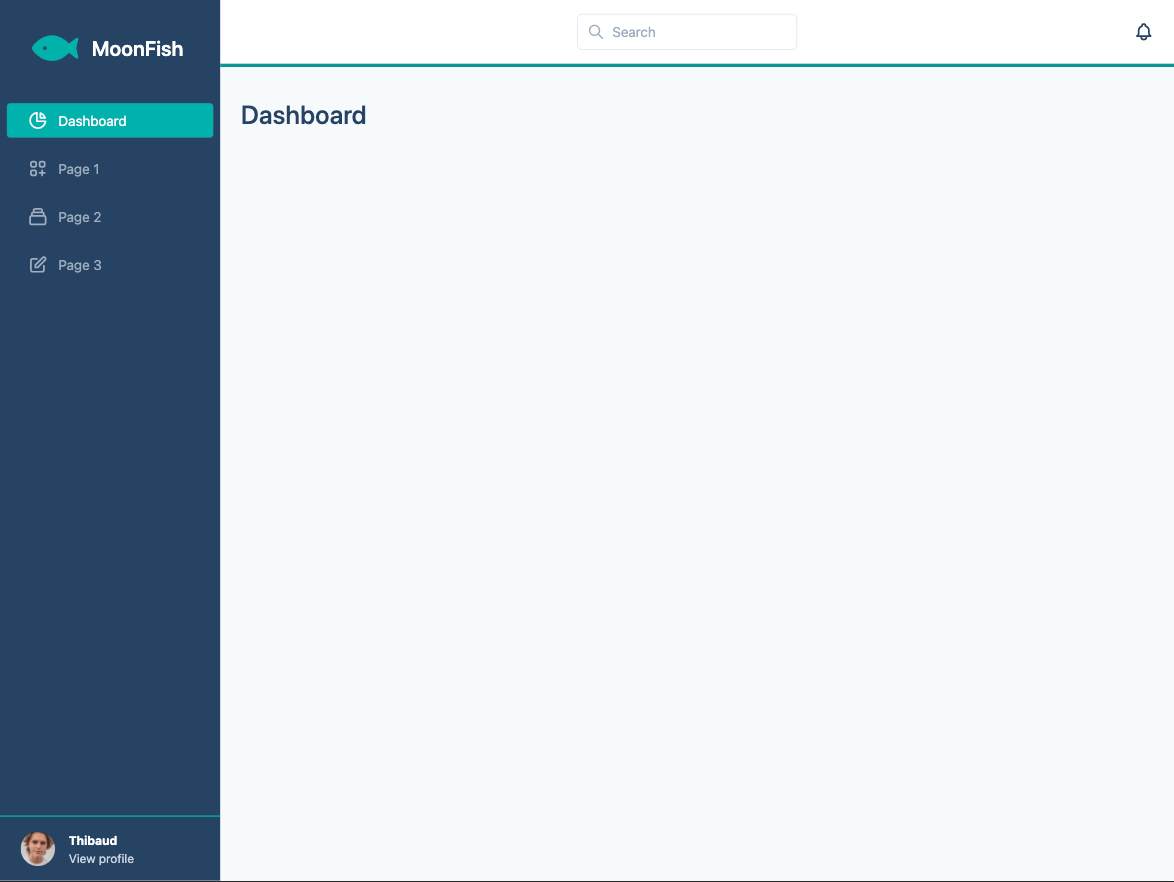 MoonFish
Search
Dashboard
Page 1
Page 2
Page 3
Dashboard
Thibaud
View profile